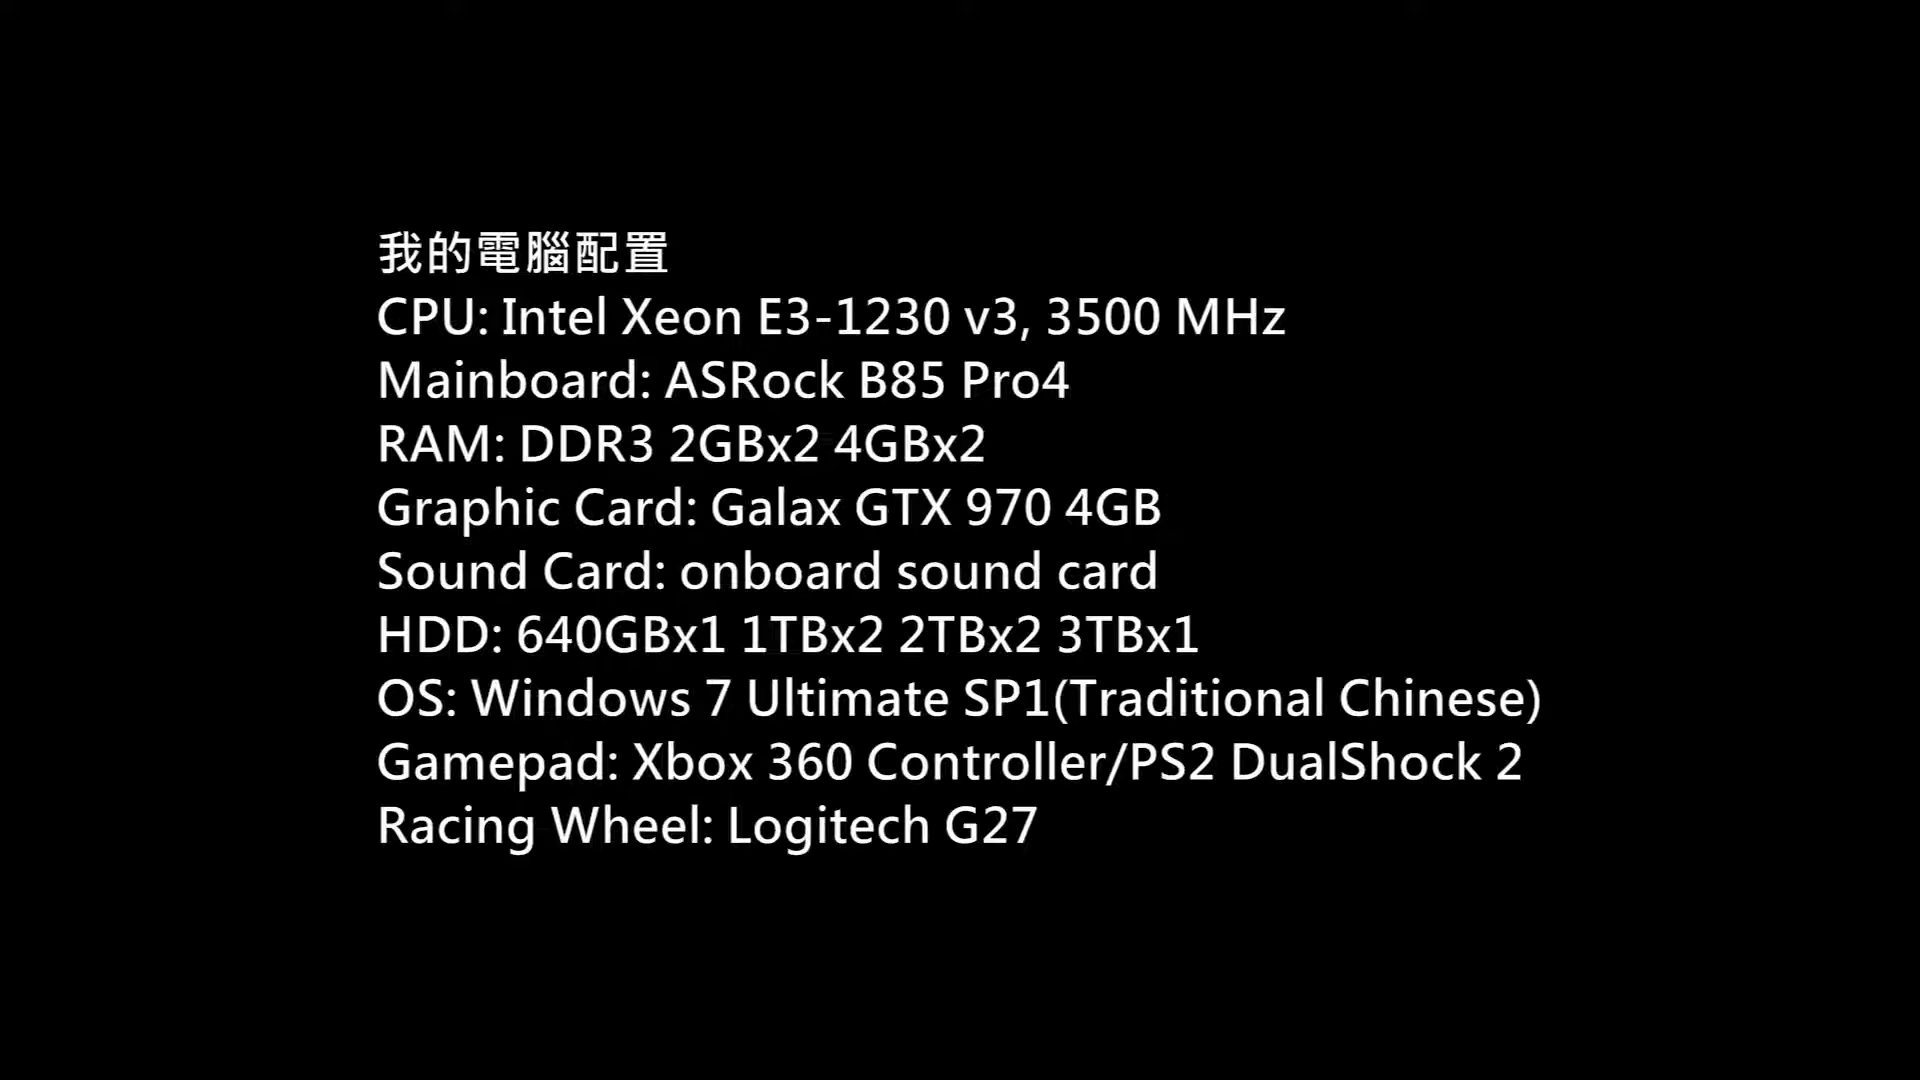 我的電腦配置
CPU: Intel Xeon E3-1230 v3, 3500 MHz
Mainboard: ASRock B85 Pro4
RAM: DDR3 2GBx2 4GBx2
Graphic Card: Galax GTX 970 4GB
Sound Card: onboard sound card
HDD: 640GBx1 1TBx2 2TBx2 3TBx1
OS: Windows 7 Ultimate SP1(Traditional Chinese)
Gamepad: Xbox 360 Controller/PS2 DualShock 2
Racing Wheel: Logitech G27